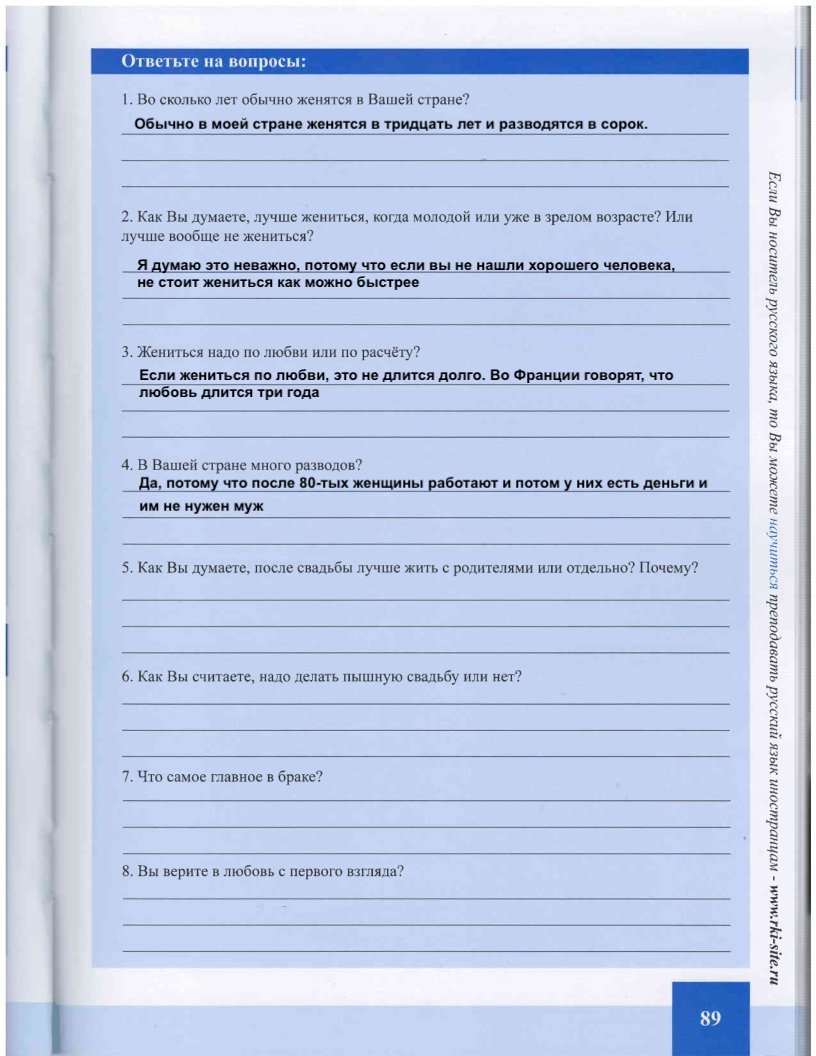 Ответьте на вопросы:
1. Во сколько лет обычно женятся в Вашей стране?
Обычно в моей стране женятся в тридцать лет и разводятся в сорок.
2. Как Вы думаете, лучше жениться, когда молодой или уже в зрелом возрасте? Или
лучше вообще не жениться?
Я думаю это неважно, потому что если вы не нашли хорошего человека,
не стоит жениться как можно быстрее
3. Жениться надо по любви или по расчёту?
Если жениться по любви, это не длится долго. Во Франции говорят, что
любовь длится три года
4. В Вашей стране много разводов?
Да, потому что после 80-тых женщины работают и потом у них есть деньги и
им не нужен муж
5. Как Вы думаете, после свадьбы лучше жить с родителями или отдельно? Почему?
6. Как Вы считаете, надо делать пышную свадьбу или нет?
7. Что самое главное в браке?
8. Вы верите в любовь с первого взгляда?
Если Вы носитель русского языка, то Вы можете научиться преподавать русский язык иностранцам - www.rki-site.ru
89